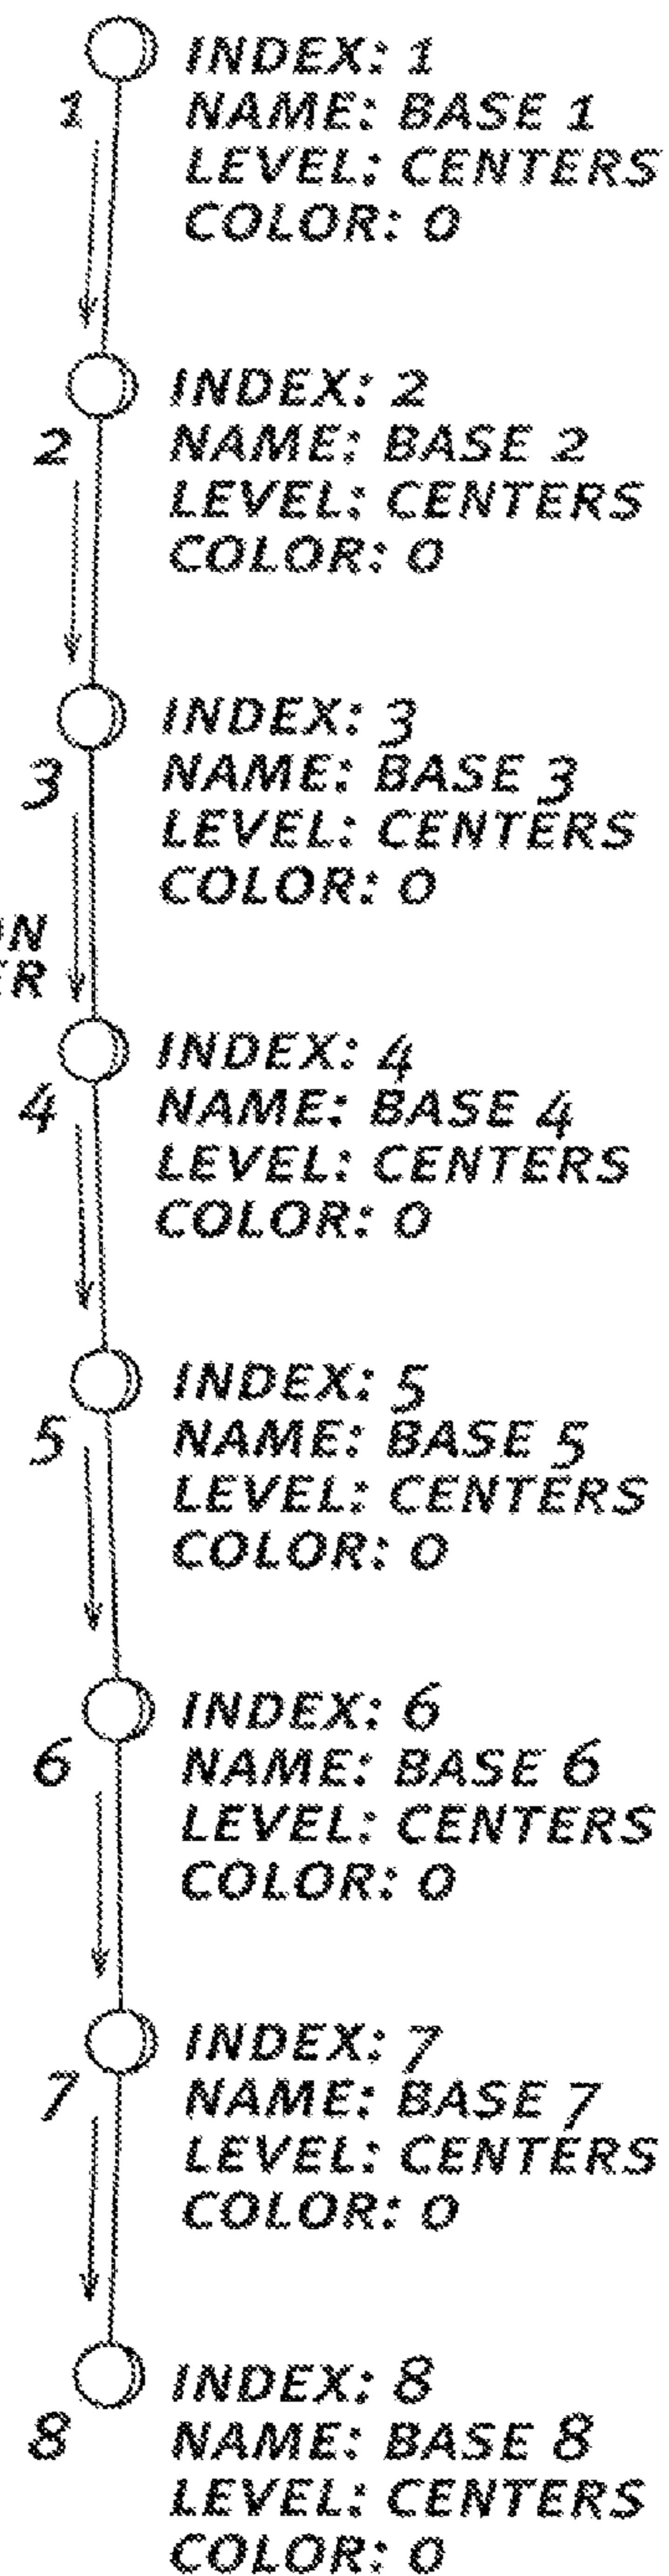 INDEX: 1
1 NAME: BASE 1
LEVEL: CENTERS
COLOR: 0
INDEX: 2
2 NAME: BASE 2
LEVEL: CENTERS
COLOR: 0
INDEX: 3
3 NAME: BASE 3
LEVEL: CENTERS
COLOR: 0
INDEX: 4
4 NAME: BASE 4
LEVEL: CENTERS
COLOR: 0
INDEX: 5
5 NAME: BASE 5
LEVEL: CENTERS
COLOR: 0
INDEX: 6
6 NAME: BASE 6
LEVEL: CENTERS
COLOR: 0
INDEX: 7
7 NAME: BASE 7
LEVEL: CENTERS
COLOR: 0
INDEX: 8
8 NAME: BASE 8
LEVEL: CENTERS
COLOR: 0